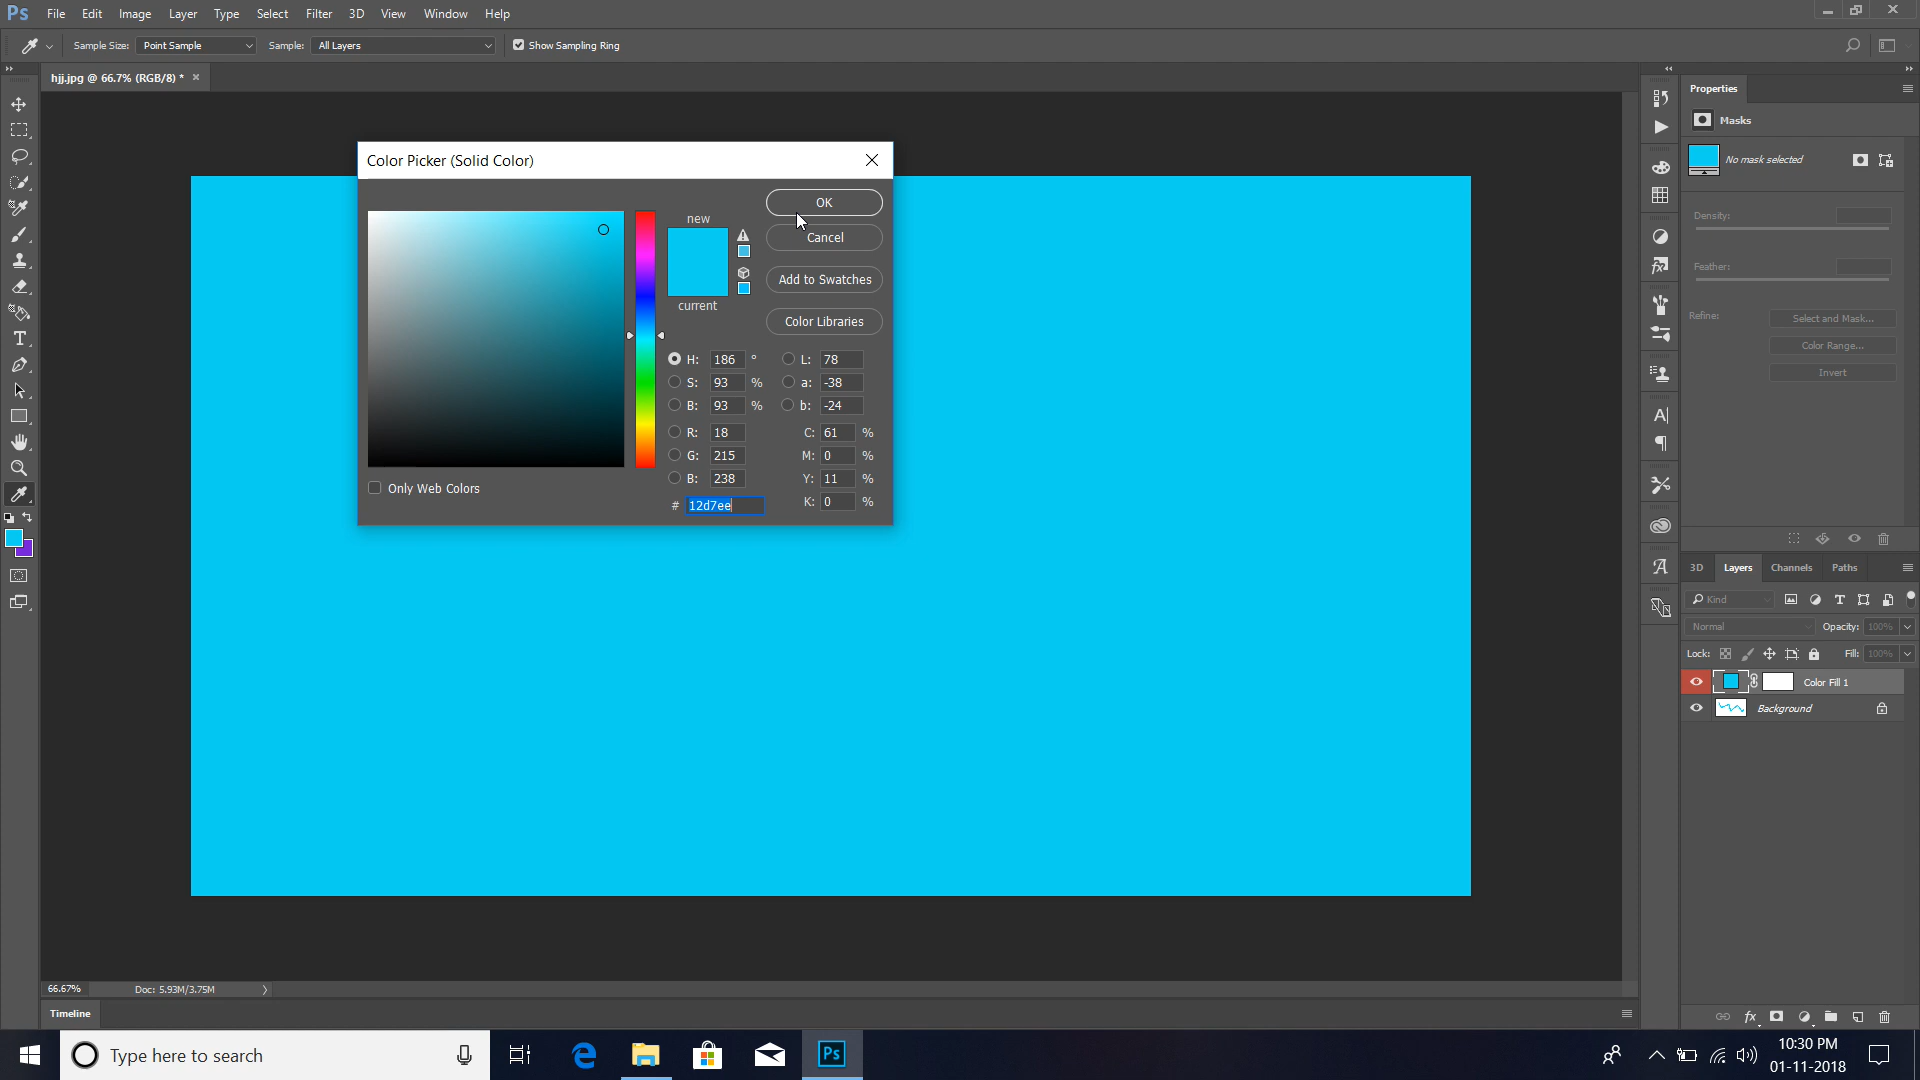 Ps File Edit Image Layer Type Select Filter 3D View Window Help
Sample Size: Point Sample Sample: All Layers Show Sampling Ring
hjj.jpg @ 66.7% (RGB/8) * ×
Color Picker (Solid Color)
new
current
OK
Cancel
Add to Swatches
Color Libraries
H: 186 ° L: 78
S: 93 % a: -38
B: 93 % b: -24
R: 18 C: 61 %
G: 215 M: 0 %
B: 238 Y: 11 %
# 12d7ee K: 0 %
Only Web Colors
Properties
Masks
No mask selected
Density:
Feather:
Refine: Select and Mask...
Color Range...
Invert
3D Layers Channels Paths
Kind
Normal Opacity: 100%
Lock: Fill: 100%
Color Fill 1
Background
66.67% Doc: 5.93M/3.75M
Timeline
Type here to search
Ps
10:30 PM
01-11-2018